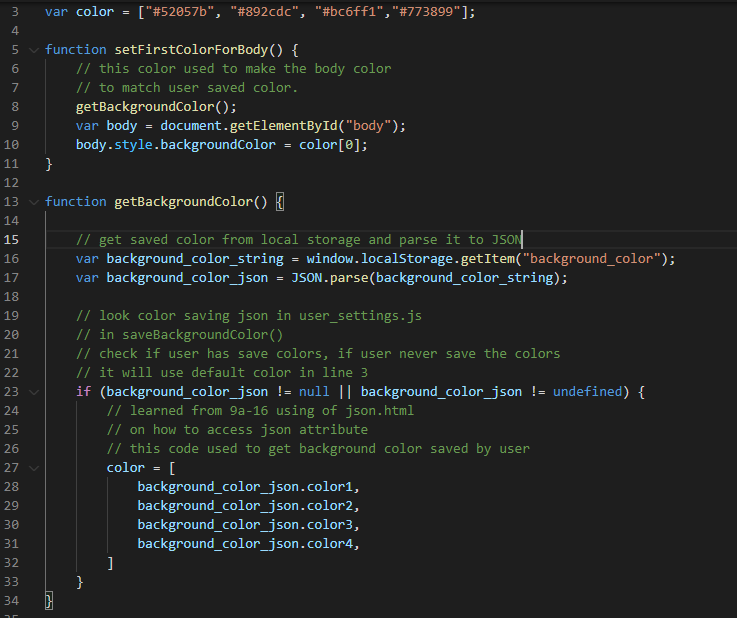 3 var color = ["#52057b", "#892cdc", "#bc6ff1","#773899"];
4
5 function setFirstColorForBody() {
6 // this color used to make the body color
7 // to match user saved color.
8 getBackgroundColor();
9 var body = document.getElementById("body");
10 body.style.backgroundColor = color[0];
11 }
12
13 function getBackgroundColor() {
14
15 // get saved color from local storage and parse it to JSON
16 var background_color_string = window.localStorage.getItem("background_color");
17 var background_color_json = JSON.parse(background_color_string);
18
19 // look color saving json in user_settings.js
20 // in saveBackgroundColor()
21 // check if user has save colors, if user never save the colors
22 // it will use default color in line 3
23 if (background_color_json != null || background_color_json != undefined) {
24 // learned from 9a-16 using of json.html
25 // on how to access json attribute
26 // this code used to get background color saved by user
27 color = [
28 background_color_json.color1,
29 background_color_json.color2,
30 background_color_json.color3,
31 background_color_json.color4,
32 ]
33 }
34 }